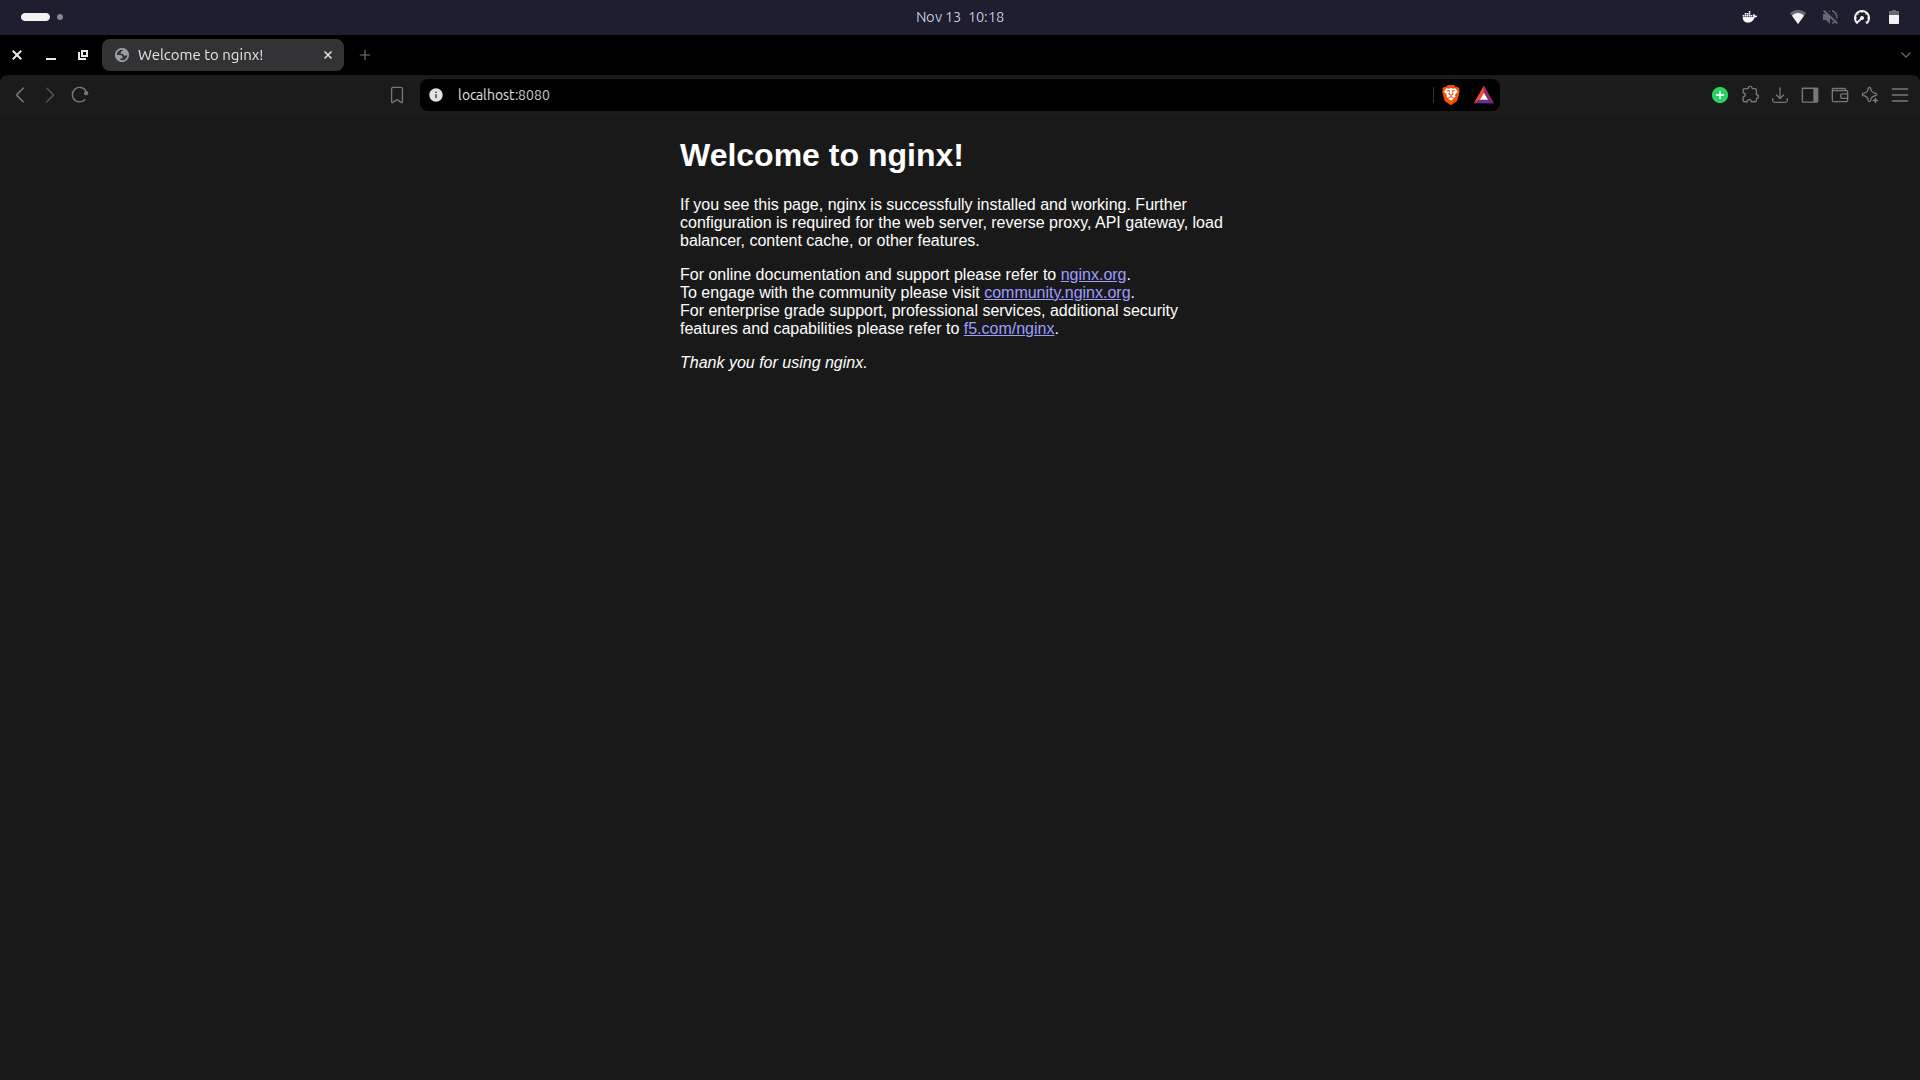 Nov 13 10:18
Welcome to nginx!
localhost:8080
Welcome to nginx!
If you see this page, nginx is successfully installed and working. Further
configuration is required for the web server, reverse proxy, API gateway, load
balancer, content cache, or other features.
For online documentation and support please refer to nginx.org.
To engage with the community please visit community.nginx.org.
For enterprise grade support, professional services, additional security
features and capabilities please refer to f5.com/nginx.
Thank you for using nginx.